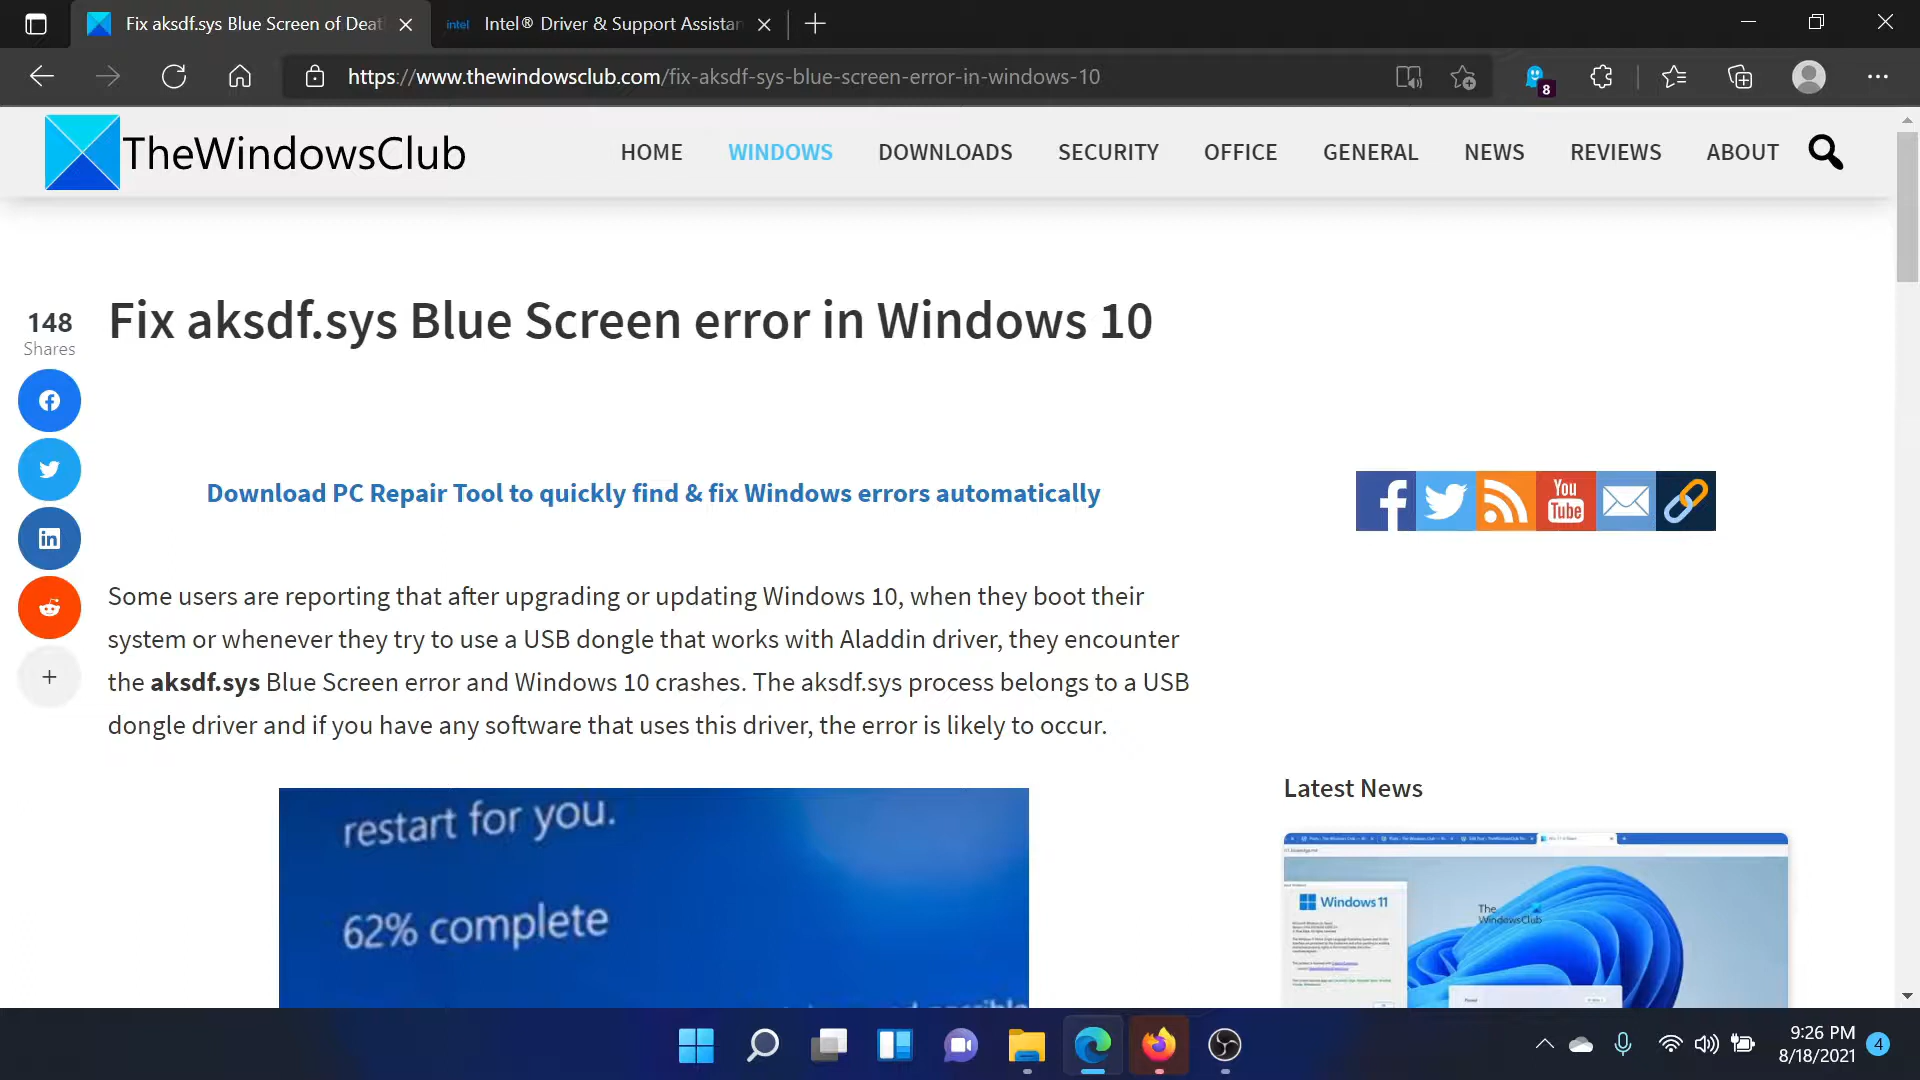 Fix aksdf.sys Blue Screen of Deat
intel Intel® Driver & Support Assistan
https://www.thewindowsclub.com/fix-aksdf-sys-blue-screen-error-in-windows-10
8
TheWindowsClub
HOME WINDOWS DOWNLOADS SECURITY OFFICE GENERAL NEWS REVIEWS ABOUT
148
Shares
Fix aksdf.sys Blue Screen error in Windows 10
Download PC Repair Tool to quickly find & fix Windows errors automatically
You
Tube
Some users are reporting that after upgrading or updating Windows 10, when they boot their
system or whenever they try to use a USB dongle that works with Aladdin driver, they encounter
the aksdf.sys Blue Screen error and Windows 10 crashes. The aksdf.sys process belongs to a USB
dongle driver and if you have any software that uses this driver, the error is likely to occur.
restart for you.
62% complete
Latest News
Windows 11
The
WindowsClub
9:26 PM
8/18/2021
4